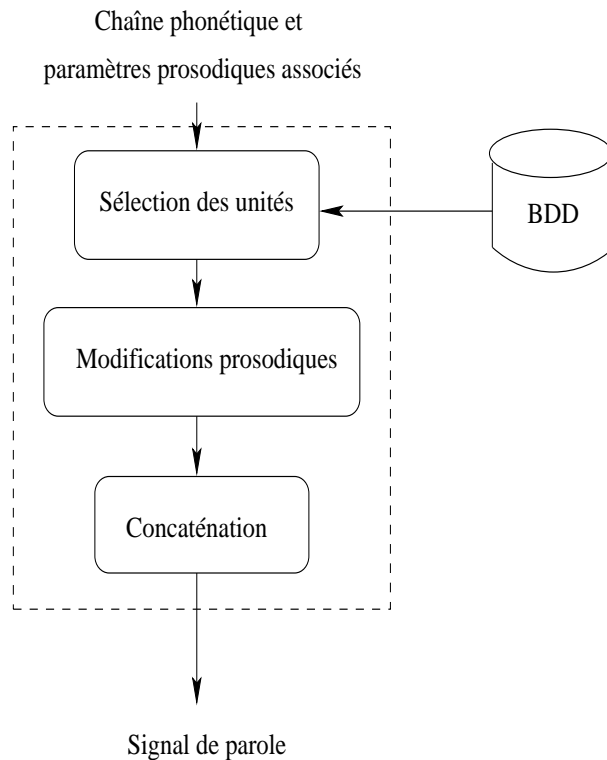 Chaîne phonétique et
paramètres prosodiques associés
Sélection des unités
BDD
Modifications prosodiques
Concaténation
Signal de parole